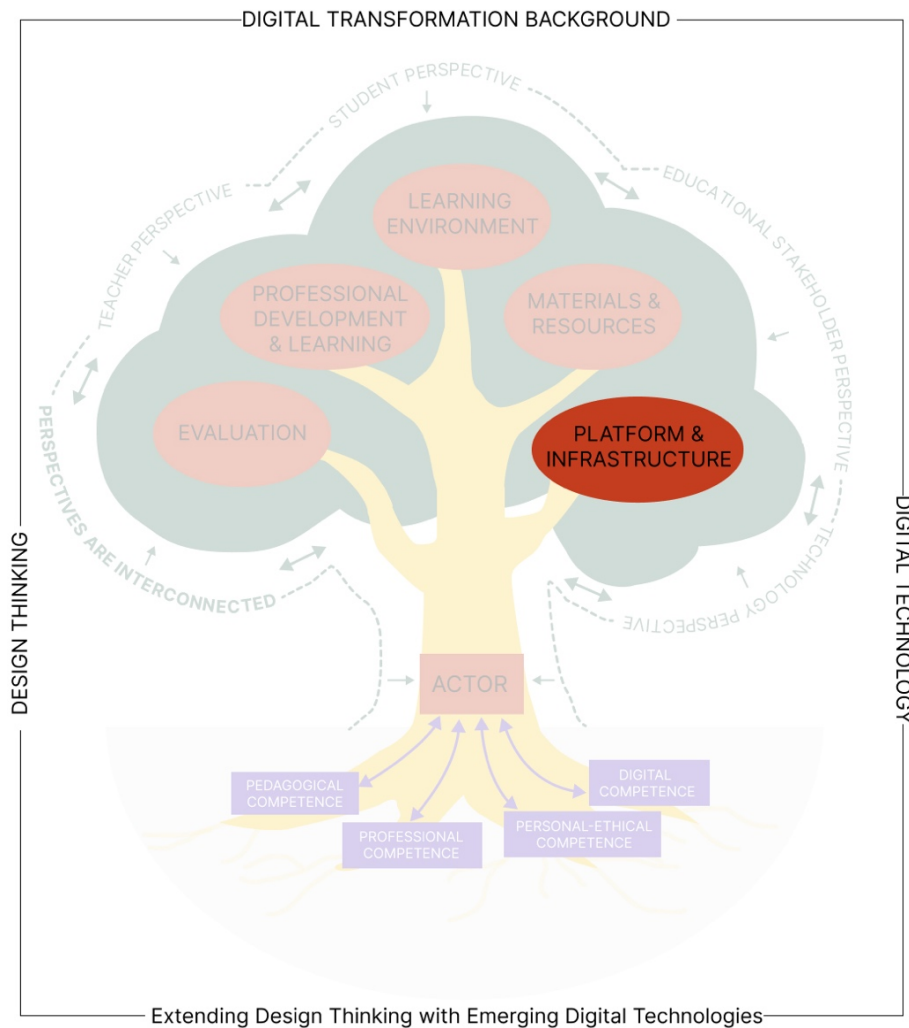 DIGITAL TRANSFORMATION BACKGROUND
STUDENT PERSPECTIVE
TEACHER PERSPECTIVE
EDUCATIONAL STAKEHOLDER PERSPECTIVE
LEARNING
ENVIRONMENT
PROFESSIONAL
DEVELOPMENT
& LEARNING
MATERIALS &
RESOURCES
EVALUATION
PLATFORM &
INFRASTRUCTURE
PERSPECTIVES ARE INTERCONNECTED
TECHNOLOGY PERSPECTIVE
DESIGN THINKING
DIGITAL TECHNOLOGY
ACTOR
PEDAGOGICAL
COMPETENCE
PROFESSIONAL
COMPETENCE
PERSONAL-ETHICAL
COMPETENCE
DIGITAL
COMPETENCE
Extending Design Thinking with Emerging Digital Technologies